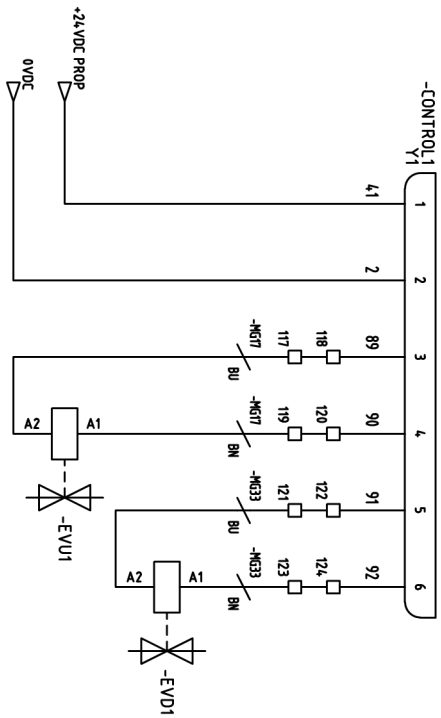 -CONTROL1
Y1
1 2 3 4 5 6
41 2 89 90 91 92
118 120 122 124
117 119 121 123
-MG17 -MG17 -MG33 -MG33
BU BN BU BN
+24VDC PROP
0VDC
A2 A1
-EVU1
A2 A1
-EVD1